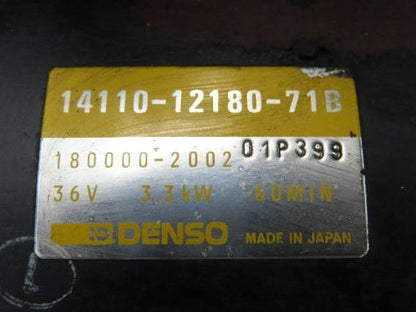 14110-12180-71B
180000-2002 01P399
36V 3.3kW 60MIN
DENSO MADE IN JAPAN